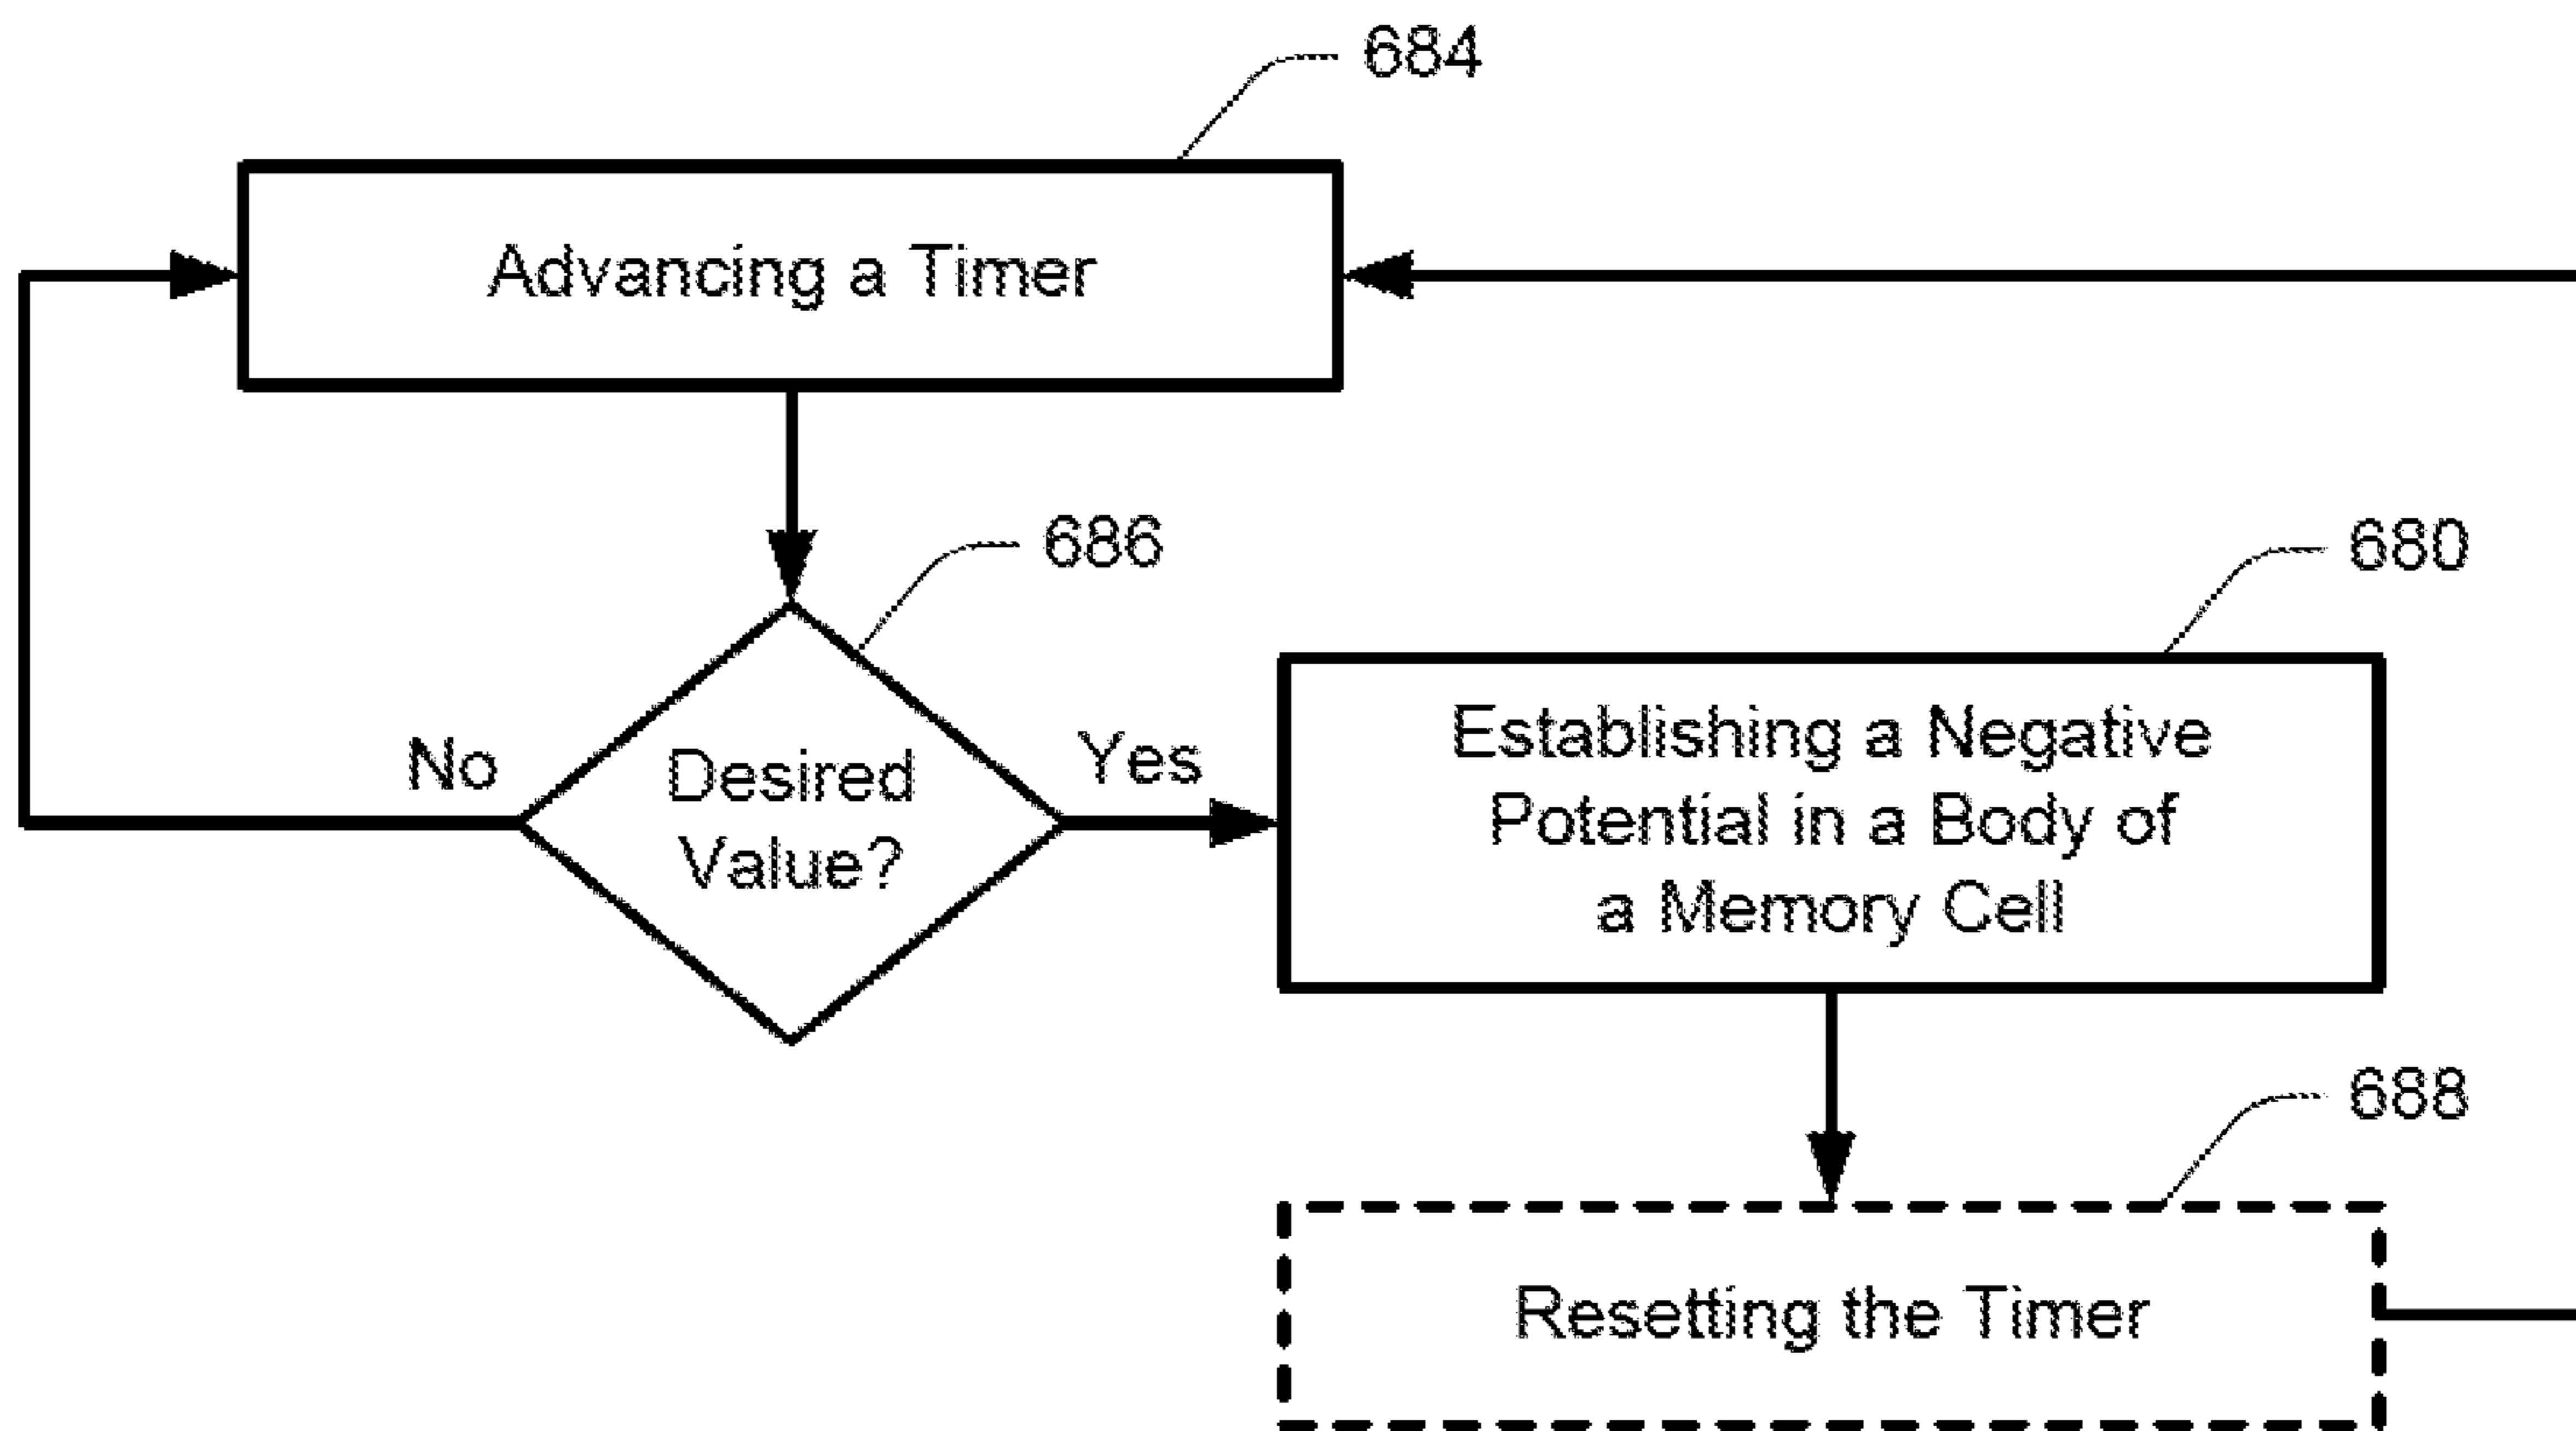 684
Advancing a Timer
686
680
No
Desired
Value?
Yes
Establishing a Negative
Potential in a Body of
a Memory Cell
688
Resetting the Timer